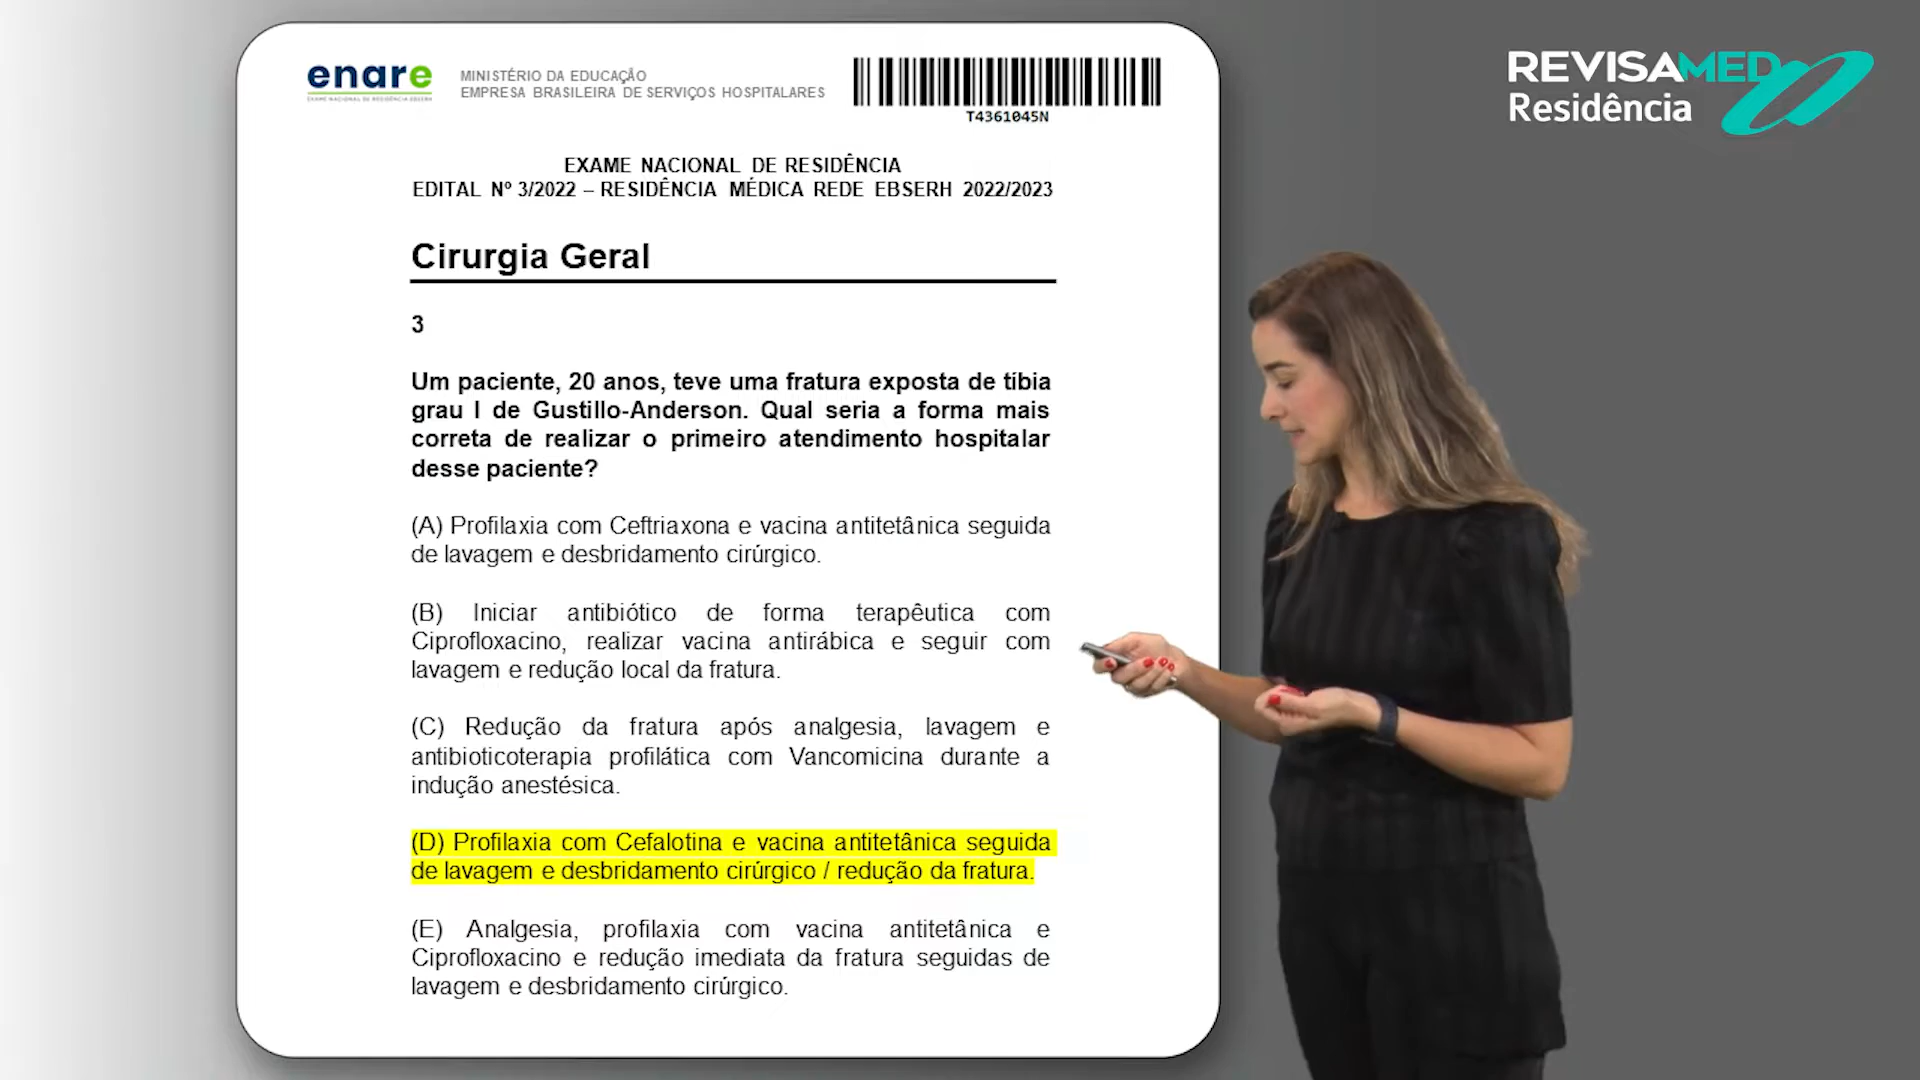 enare
MINISTÉRIO DA EDUCAÇÃO
EMPRESA BRASILEIRA DE SERVIÇOS HOSPITALARES
EXAME NACIONAL DE RESIDÊNCIA EBSERH
T4361045N
REVISAMED
Residência
EXAME NACIONAL DE RESIDÊNCIA
EDITAL Nº 3/2022 – RESIDÊNCIA MÉDICA REDE EBSERH 2022/2023
Cirurgia Geral
3
Um paciente, 20 anos, teve uma fratura exposta de tíbia
grau I de Gustillo-Anderson. Qual seria a forma mais
correta de realizar o primeiro atendimento hospitalar
desse paciente?
(A) Profilaxia com Ceftriaxona e vacina antitetânica seguida
de lavagem e desbridamento cirúrgico.
(B) Iniciar antibiótico de forma terapêutica com
Ciprofloxacino, realizar vacina antirábica e seguir com
lavagem e redução local da fratura.
(C) Redução da fratura após analgesia, lavagem e
antibioticoterapia profilática com Vancomicina durante a
indução anestésica.
(D) Profilaxia com Cefalotina e vacina antitetânica seguida
de lavagem e desbridamento cirúrgico / redução da fratura.
(E) Analgesia, profilaxia com vacina antitetânica e
Ciprofloxacino e redução imediata da fratura seguidas de
lavagem e desbridamento cirúrgico.